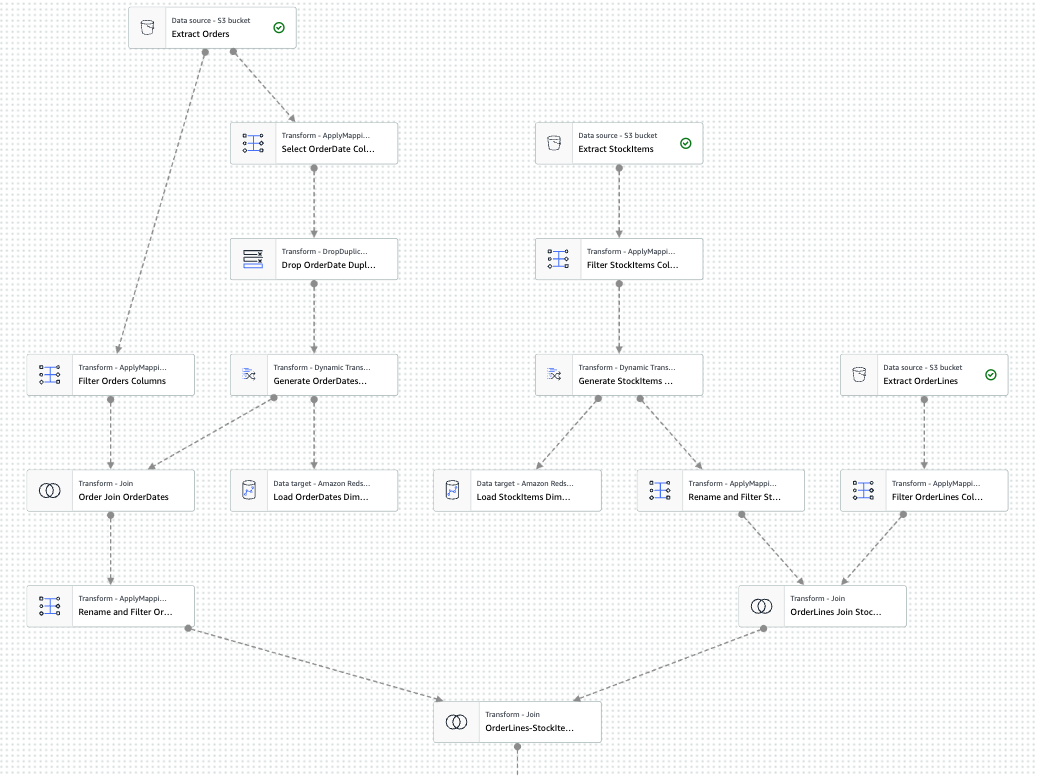 Data source - S3 bucket
Extract Orders
Transform - ApplyMappi...
Select OrderDate Col...
Data source - S3 bucket
Extract StockItems
Transform - DropDuplic...
Drop OrderDate Dupl...
Transform - ApplyMappi...
Filter StockItems Col...
Transform - ApplyMappi...
Filter Orders Columns
Transform - Dynamic Trans...
Generate OrderDates...
Transform - Dynamic Trans...
Generate StockItems ...
Data source - S3 bucket
Extract OrderLines
Transform - Join
Order Join OrderDates
Data target - Amazon Reds...
Load OrderDates Dim...
Data target - Amazon Reds...
Load StockItems Dim...
Transform - ApplyMappi...
Rename and Filter St...
Transform - ApplyMappi...
Filter OrderLines Col...
Transform - ApplyMappi...
Rename and Filter Or...
Transform - Join
OrderLines Join Stoc...
Transform - Join
OrderLines-StockIte...